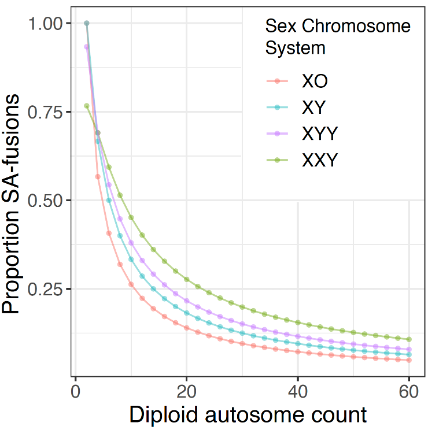 Sex Chromosome
System
XO
XY
XYY
XXY
1.00
0.75
0.50
0.25
0
20
40
60
Proportion SA-fusions
Diploid autosome count